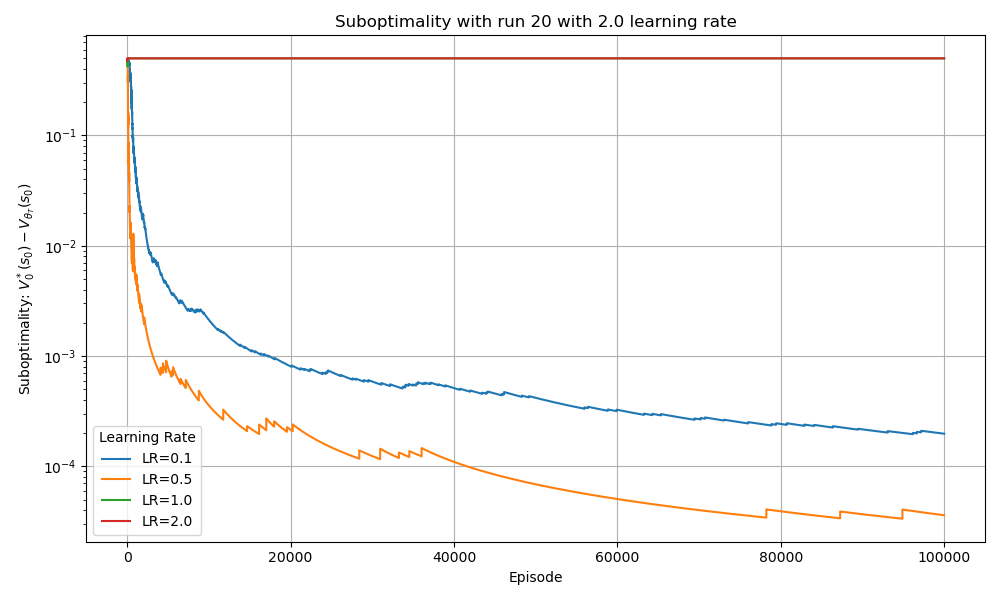 Suboptimality with run 20 with 2.0 learning rate
Suboptimality: $V_0^*(s_0) - V_{\theta_T}(s_0)$
10⁻¹
10⁻²
10⁻³
10⁻⁴
Learning Rate
LR=0.1
LR=0.5
LR=1.0
LR=2.0
0
20000
40000
60000
80000
100000
Episode